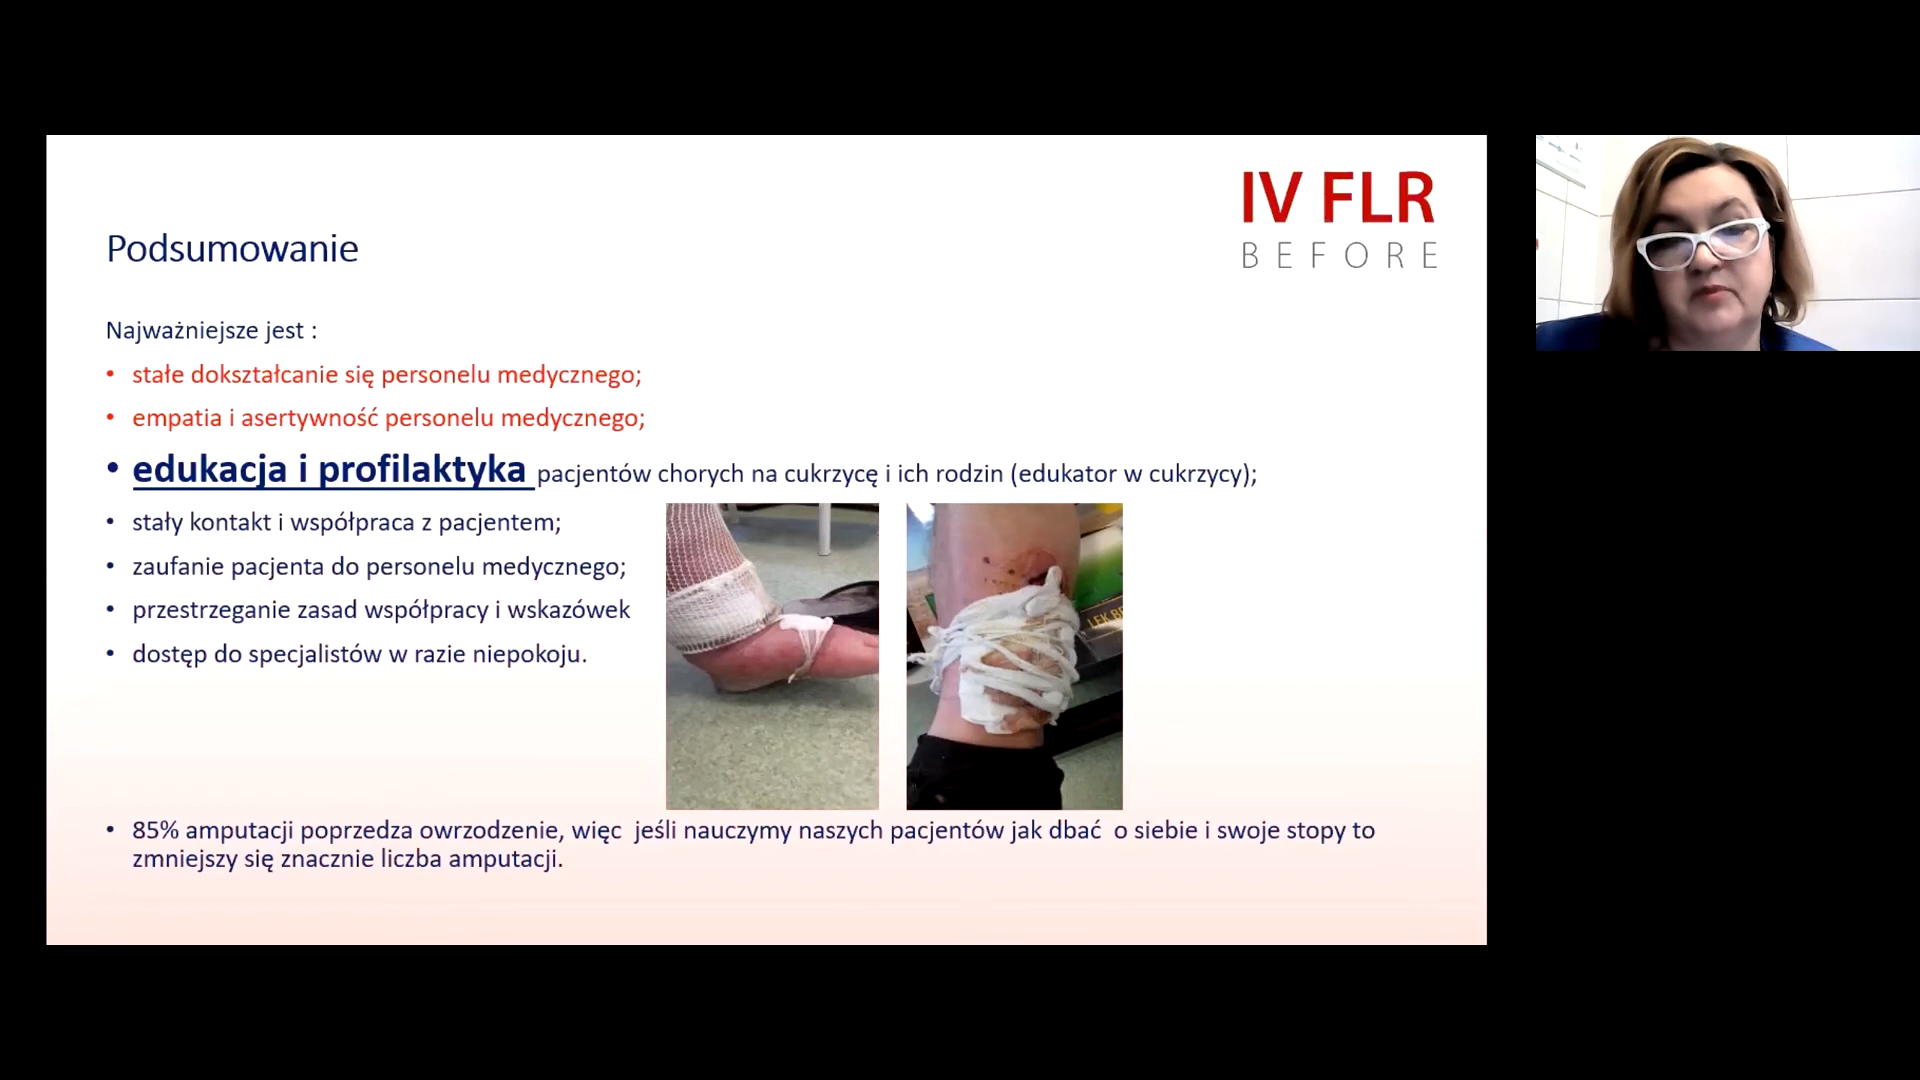 IV FLR
BEFORE
Podsumowanie
Najważniejsze jest :
• stałe dokształcanie się personelu medycznego;
• empatia i asertywność personelu medycznego;
• edukacja i profilaktyka pacjentów chorych na cukrzycę i ich rodzin (edukator w cukrzycy);
• stały kontakt i współpraca z pacjentem;
• zaufanie pacjenta do personelu medycznego;
• przestrzeganie zasad współpracy i wskazówek
• dostęp do specjalistów w razie niepokoju.
LEK BE
• 85% amputacji poprzedza owrzodzenie, więc jeśli nauczymy naszych pacjentów jak dbać o siebie i swoje stopy to
zmniejszy się znacznie liczba amputacji.